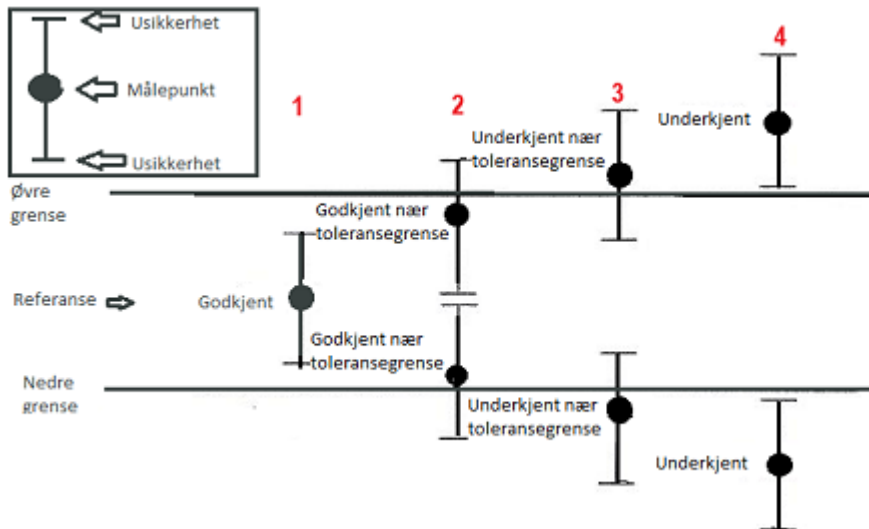 Usikkerhet
Målepunkt
Usikkerhet
1
2
3
4
Underkjent nær
toleransegrense
Underkjent
Øvre
grense
Godkjent nær
toleransegrense
Referanse
Godkjent
Godkjent nær
toleransegrense
Nedre
grense
Underkjent nær
toleransegrense
Underkjent